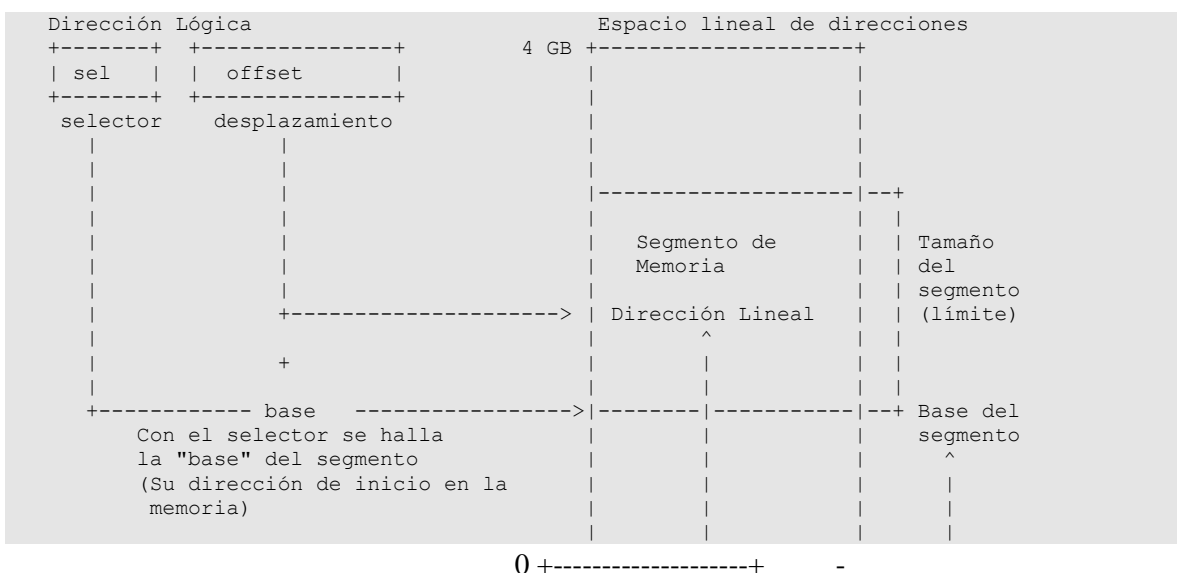 Dirección Lógica Espacio lineal de direcciones
+-------+ +---------------+ 4 GB +--------------------+
| sel | | offset | | |
+-------+ +---------------+ | |
selector desplazamiento | |
| | | |
| | | |
| | |--------------------|--+
| | | | |
| | | Segmento de | | Tamaño
| | | Memoria | | del
| | | | | segmento
| +---------------------> | Dirección Lineal | | (límite)
| | ^ | |
| + | | | |
| | | | |
+------------ base ----------------->|--------|-----------|--+ Base del
Con el selector se halla | | | segmento
la "base" del segmento | | | ^
(Su dirección de inicio en la | | | |
memoria) | | | |
| | | |
0 +--------------------+ -